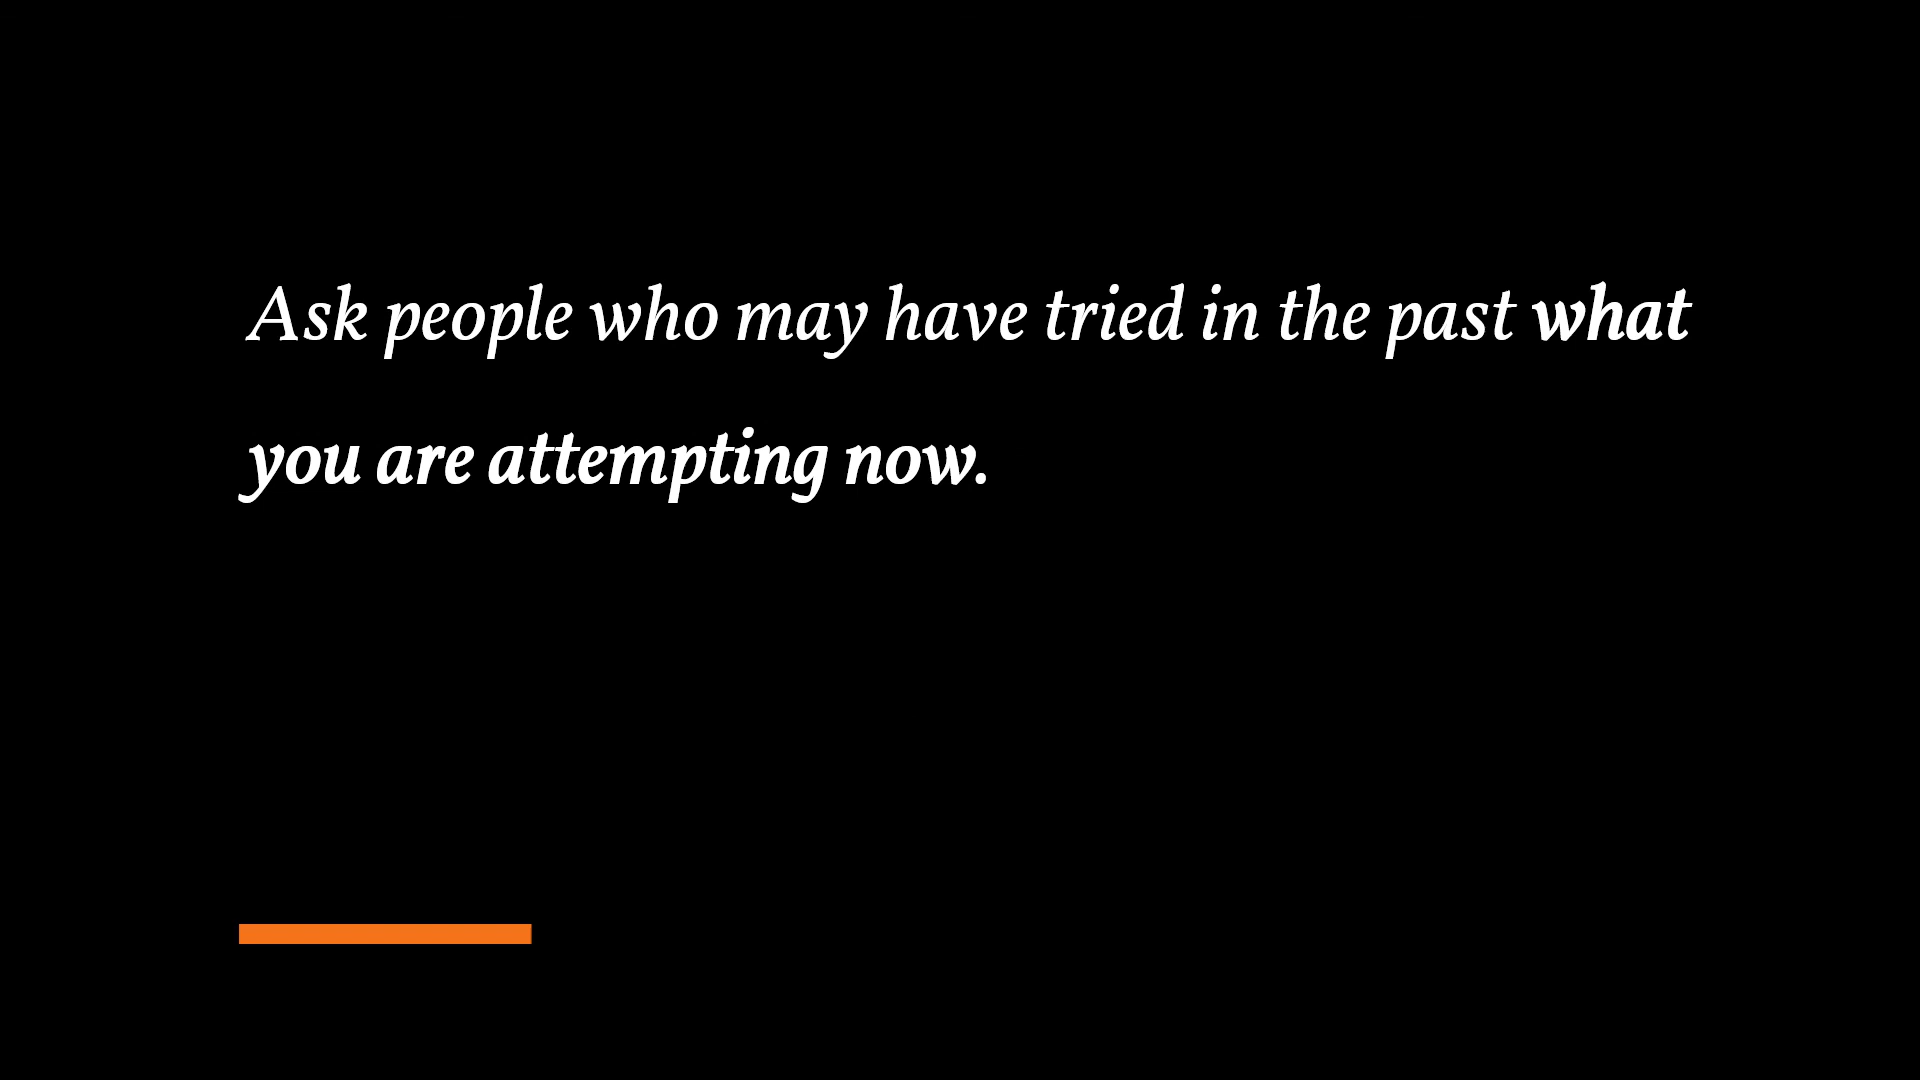 Ask people who may have tried in the past what
you are attempting now.